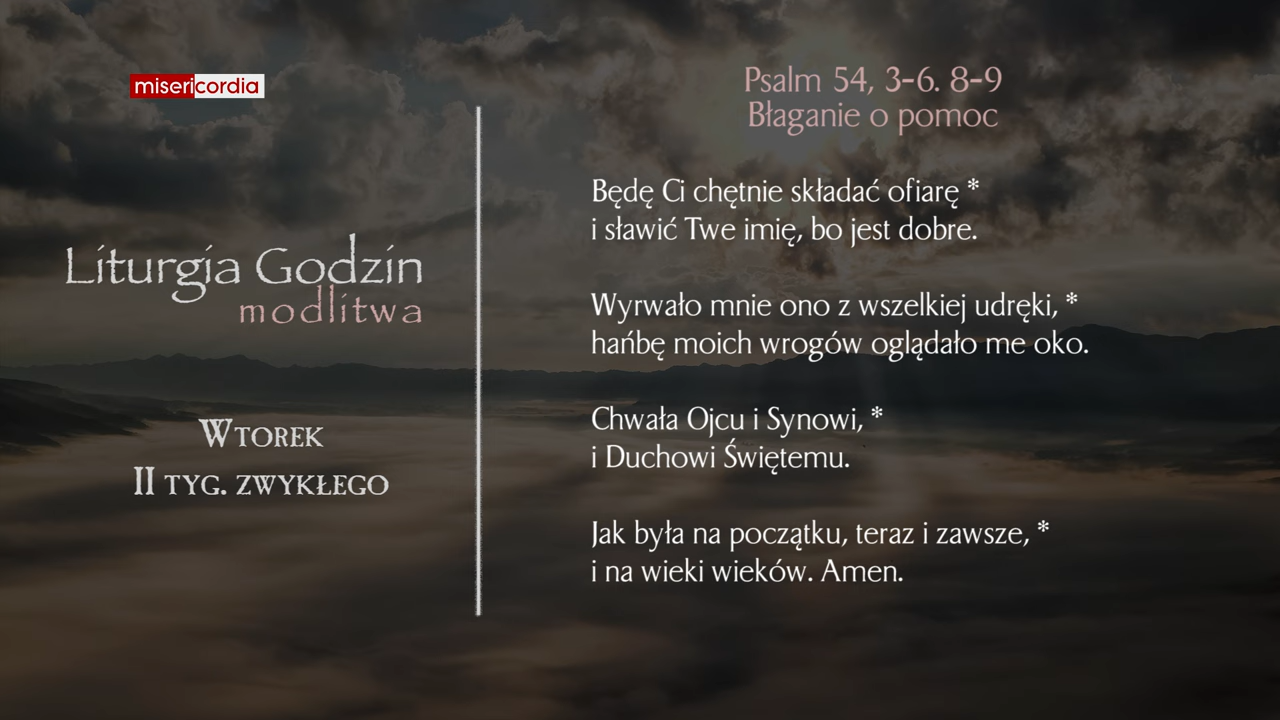 misericordia
Liturgia Godzin
modlitwa
Wtorek
II tyg. zwykłego
Psalm 54, 3-6. 8-9
Błaganie o pomoc
Będę Ci chętnie składać ofiarę *
i sławić Twe imię, bo jest dobre.
Wyrwało mnie ono z wszelkiej udręki, *
hańbę moich wrogów oglądało me oko.
Chwała Ojcu i Synowi, *
i Duchowi Świętemu.
Jak była na początku, teraz i zawsze, *
i na wieki wieków. Amen.